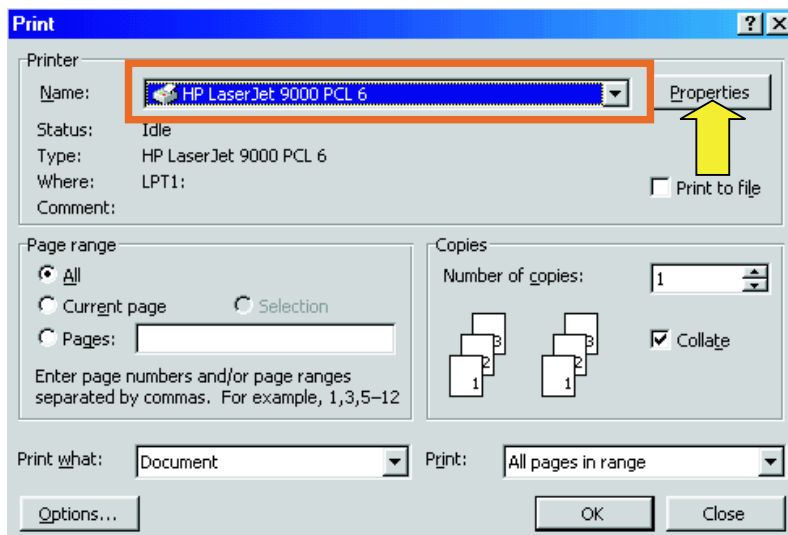 Print
Printer
Name: HP LaserJet 9000 PCL 6 Properties
Status: Idle
Type: HP LaserJet 9000 PCL 6
Where: LPT1:
Print to file
Comment:
Page range
All
Current page Selection
Pages:
Enter page numbers and/or page ranges
separated by commas. For example, 1,3,5–12
Copies
Number of copies: 1
1 2 3 1 2 3
Collate
Print what: Document
Print: All pages in range
Options... OK Close